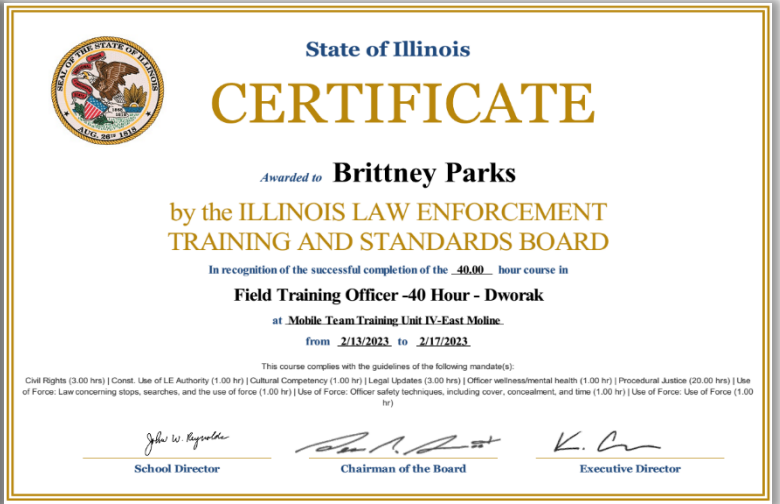 SEAL OF THE STATE OF ILLINOIS
AUG. 26TH 1818
State of Illinois
CERTIFICATE
Awarded to Brittney Parks
by the ILLINOIS LAW ENFORCEMENT
TRAINING AND STANDARDS BOARD
In recognition of the successful completion of the 40.00 hour course in
Field Training Officer -40 Hour - Dworak
at Mobile Team Training Unit IV-East Moline
from 2/13/2023 to 2/17/2023
This course complies with the guidelines of the following mandate(s):
Civil Rights (3.00 hrs) | Const. Use of LE Authority (1.00 hr) | Cultural Competency (1.00 hr) | Legal Updates (3.00 hrs) | Officer wellness/mental health (1.00 hr) | Procedural Justice (20.00 hrs) | Use
of Force: Law concerning stops, searches, and the use of force (1.00 hr) | Use of Force: Officer safety techniques, including cover, concealment, and time (1.00 hr) | Use of Force: Use of Force (1.00
hr)
John W. Reynolds
School Director
Chairman of the Board
Executive Director